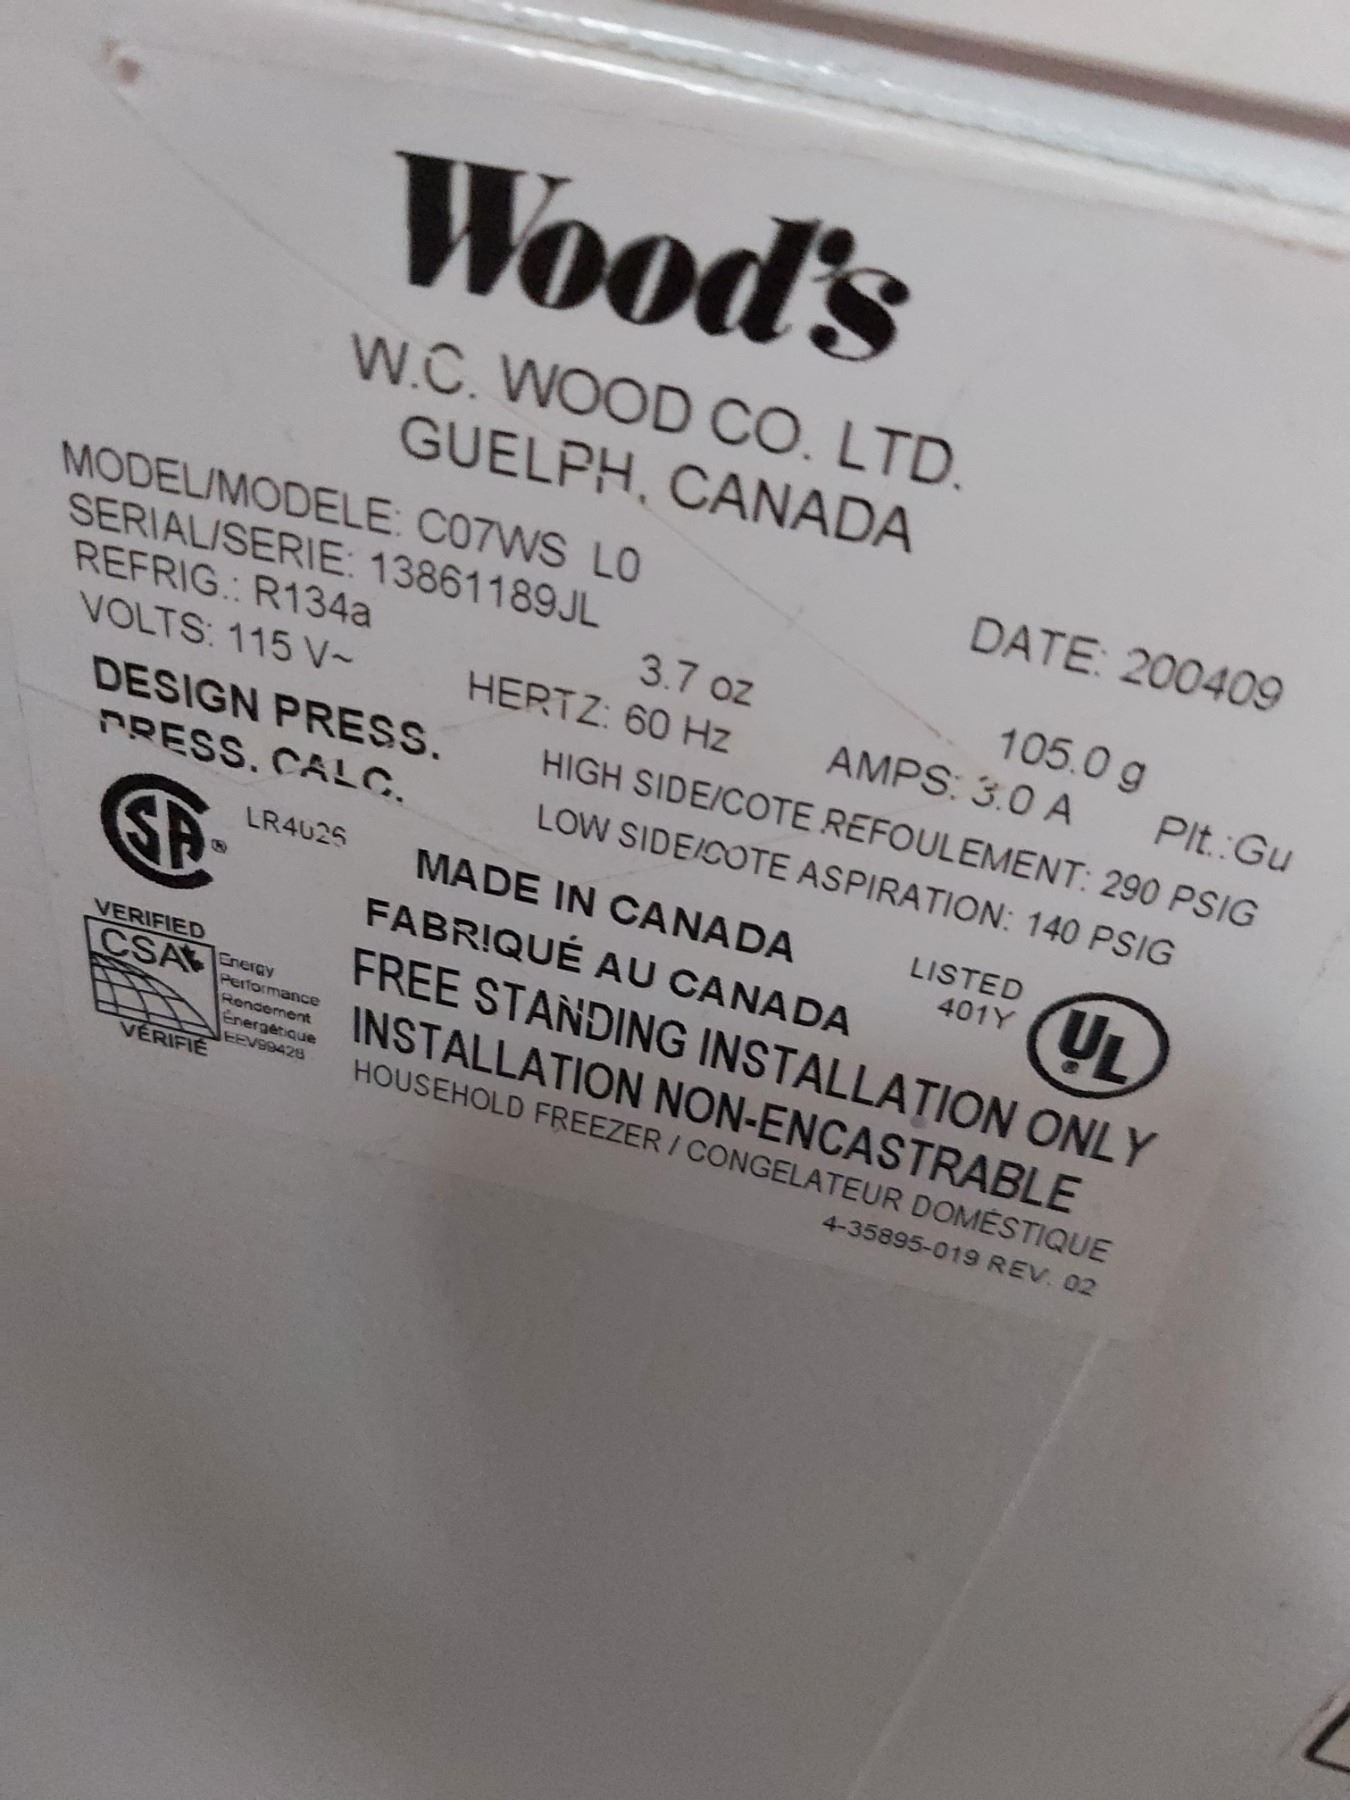 Wood's
W.C. WOOD CO. LTD.
GUELPH, CANADA
MODEL/MODELE: C07WS L0
SERIAL/SERIE: 13861189JL DATE: 200409
REFRIG.: R134a 3.7 oz 105.0 g
VOLTS: 115 V~ HERTZ: 60 Hz AMPS: 3.0 A Plt.:Gu
DESIGN PRESS. HIGH SIDE/COTE REFOULEMENT: 290 PSIG
PRESS. CALC. LOW SIDE/COTE ASPIRATION: 140 PSIG
SA ® LR4026
MADE IN CANADA
FABRIQUÉ AU CANADA
LISTED
401Y
UL ®
VERIFIED
CSA
Energy
Performance
Rendement
Énergétique
EEV99428
VÉRIFIÉ
FREE STANDING INSTALLATION ONLY
INSTALLATION NON-ENCASTRABLE
HOUSEHOLD FREEZER / CONGELATEUR DOMÉSTIQUE
4-35895-019 REV. 02